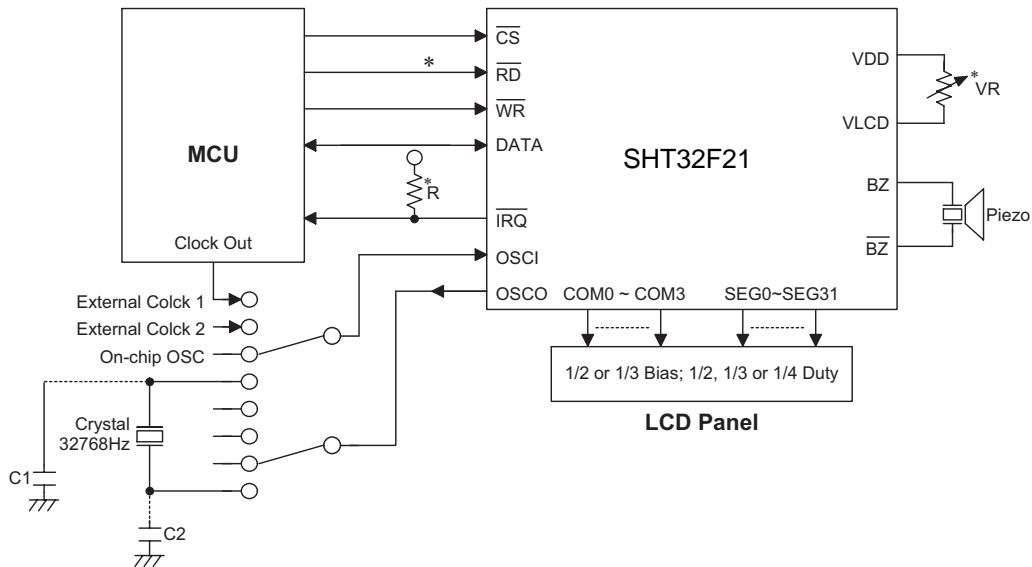 MCU
Clock Out
*
*
R
CS
RD
WR
DATA
IRQ
OSCI
OSCO
SHT32F21
VDD
VLCD
*
VR
BZ
BZ
Piezo
COM0 ~ COM3
SEG0~SEG31
1/2 or 1/3 Bias; 1/2, 1/3 or 1/4 Duty
LCD Panel
External Colck 1
External Colck 2
On-chip OSC
Crystal
32768Hz
C1
C2